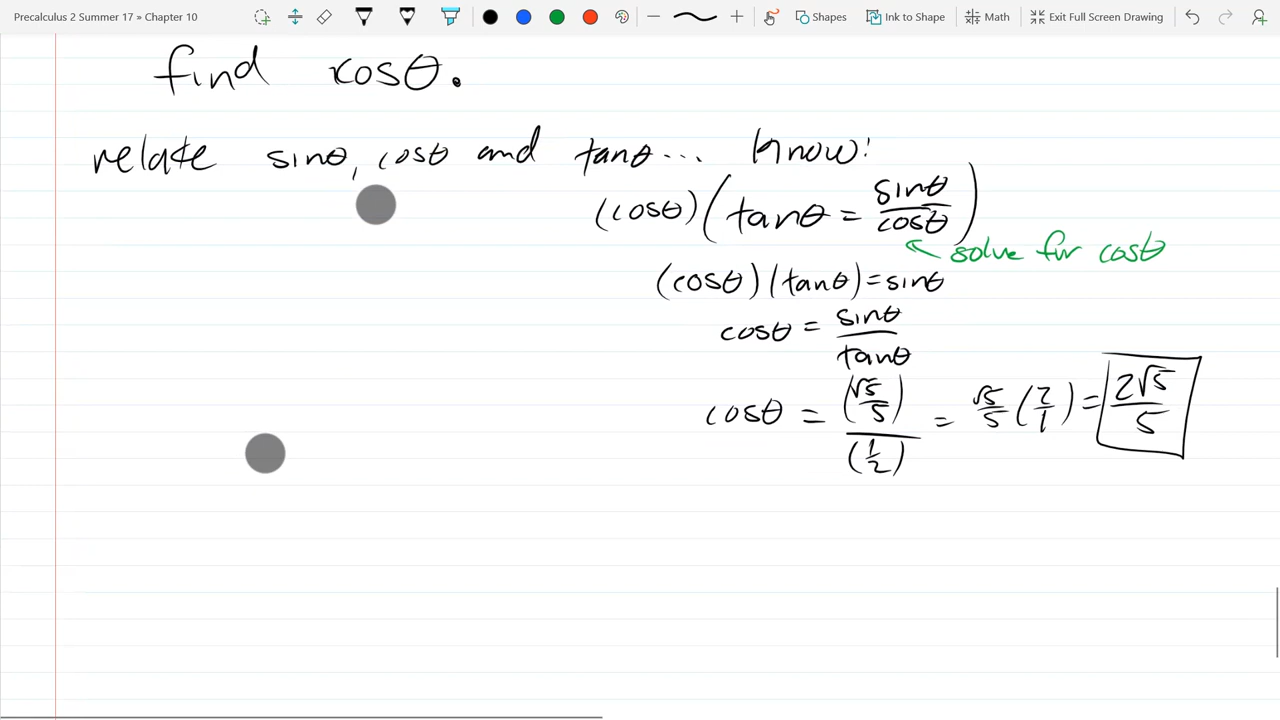 Precalculus 2 Summer 17 » Chapter 10 Shapes Ink to Shape Math Exit Full Screen Drawing
find cosθ.
relate sinθ, cosθ and tanθ... know:
(cosθ)(tanθ = sinθ/cosθ)
solve for cosθ
(cosθ)(tanθ) = sinθ
cosθ = sinθ/tanθ
cosθ = (√5/5)/(1/2) = √5/5 (2/1) = 2√5/5